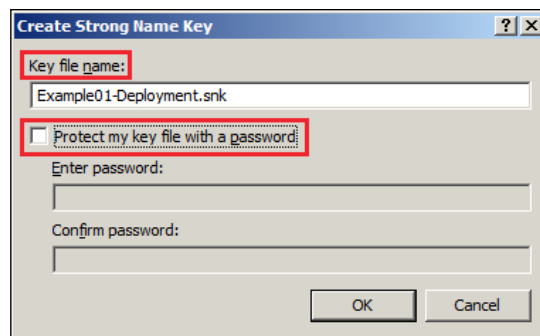 Create Strong Name Key
Key file name:
Example01-Deployment.snk
Protect my key file with a password
Enter password:
Confirm password:
OK
Cancel